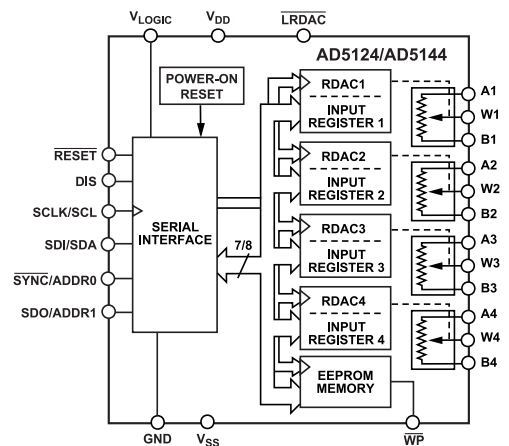 VLOGIC
VDD
LRDAC
AD5124/AD5144
POWER-ON
RESET
RDAC1
INPUT
REGISTER 1
A1
W1
B1
RESET
DIS
SCLK/SCL
SDI/SDA
SYNC/ADDR0
SDO/ADDR1
SERIAL
INTERFACE
7/8
RDAC2
INPUT
REGISTER 2
A2
W2
B2
RDAC3
INPUT
REGISTER 3
A3
W3
B3
RDAC4
INPUT
REGISTER 4
A4
W4
B4
EEPROM
MEMORY
GND
VSS
WP